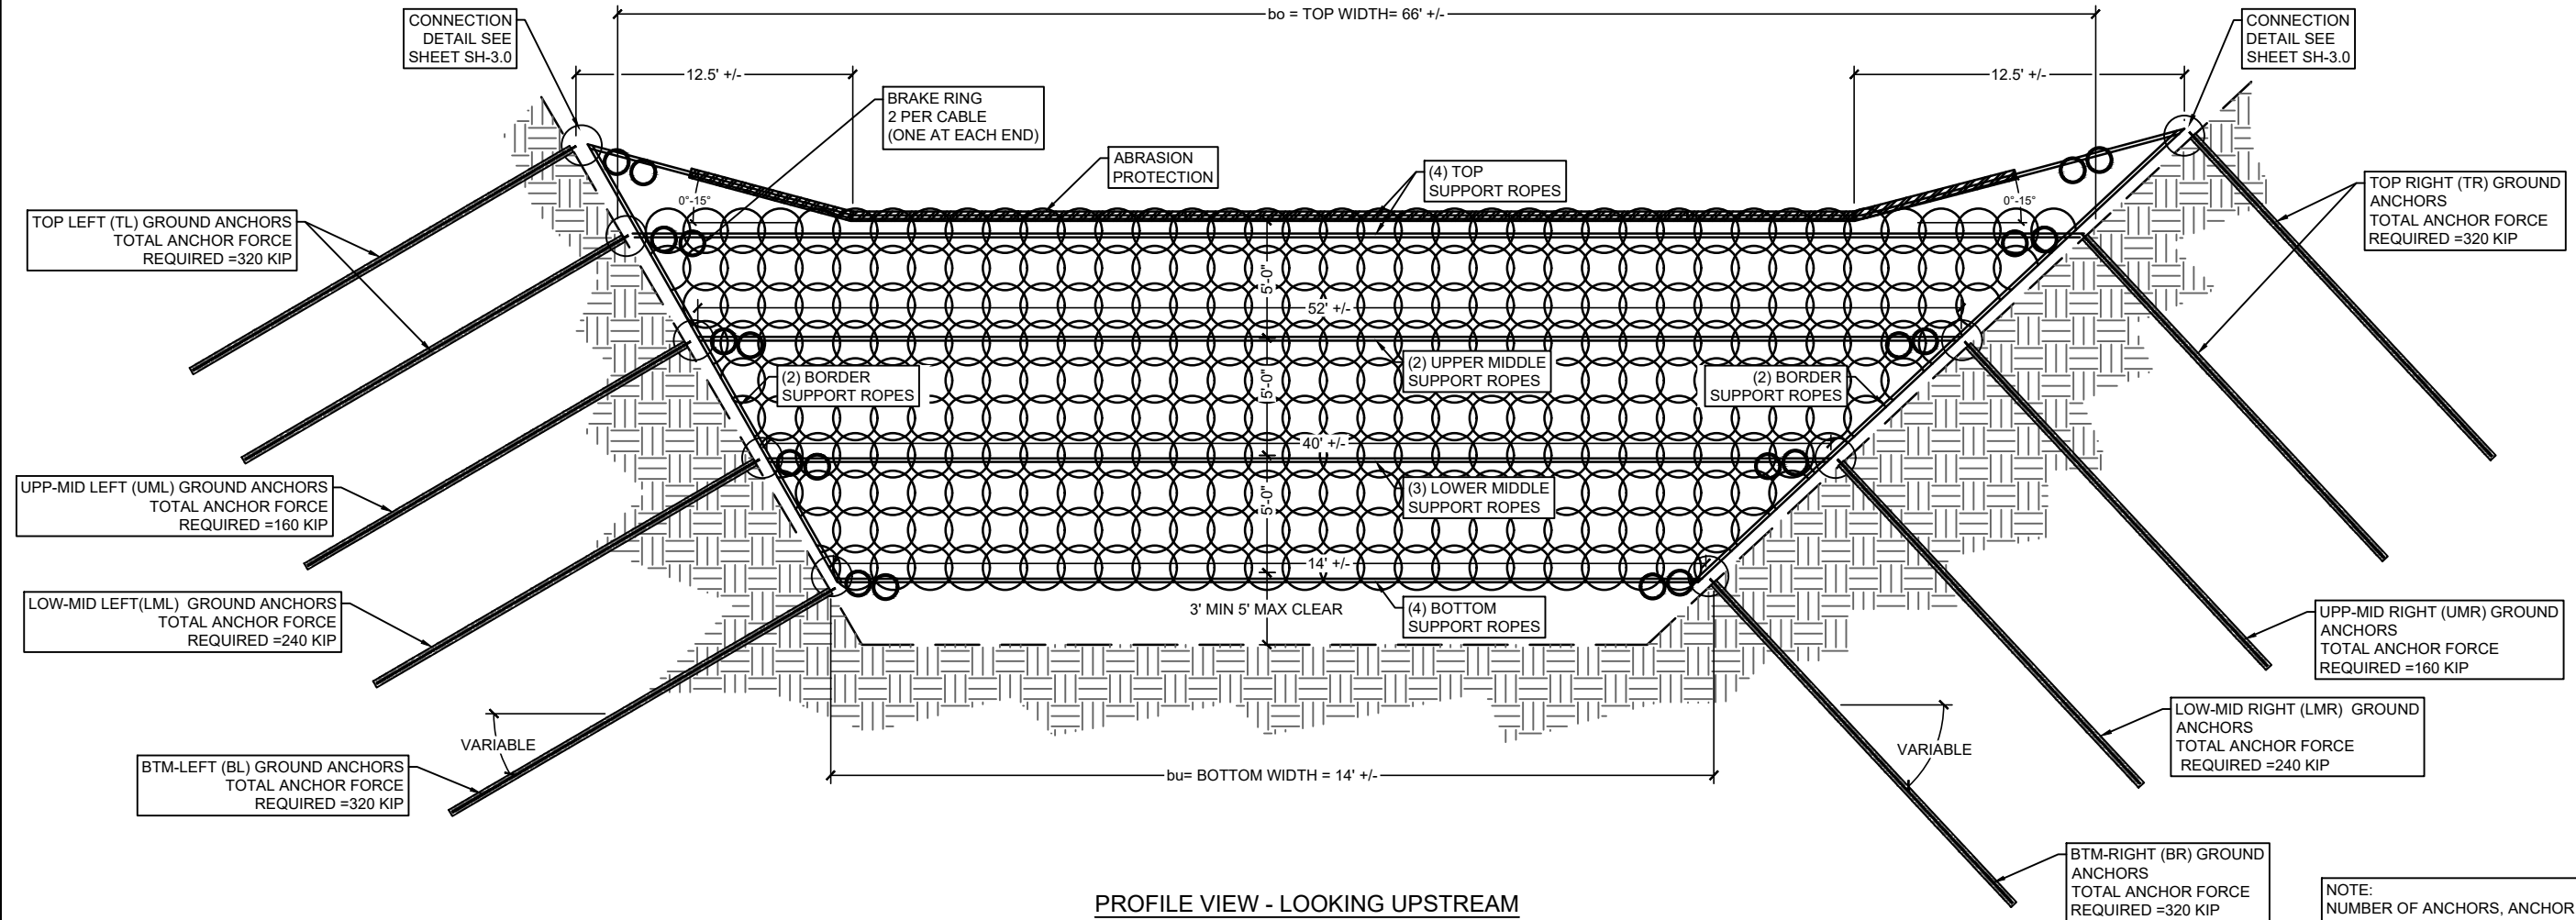 bo = TOP WIDTH= 66' +/-
CONNECTION
DETAIL SEE
SHEET SH-3.0
CONNECTION
DETAIL SEE
SHEET SH-3.0
12.5' +/-
12.5' +/-
BRAKE RING
2 PER CABLE
(ONE AT EACH END)
ABRASION
PROTECTION
(4) TOP
SUPPORT ROPES
0°-15°
0°-15°
TOP LEFT (TL) GROUND ANCHORS
TOTAL ANCHOR FORCE
REQUIRED =320 KIP
TOP RIGHT (TR) GROUND
ANCHORS
TOTAL ANCHOR FORCE
REQUIRED =320 KIP
5'-0"
52' +/-
(2) UPPER MIDDLE
SUPPORT ROPES
(2) BORDER
SUPPORT ROPES
(2) BORDER
SUPPORT ROPES
5'-0"
40' +/-
UPP-MID LEFT (UML) GROUND ANCHORS
TOTAL ANCHOR FORCE
REQUIRED =160 KIP
(3) LOWER MIDDLE
SUPPORT ROPES
5'-0"
14' +/-
LOW-MID LEFT(LML) GROUND ANCHORS
TOTAL ANCHOR FORCE
REQUIRED =240 KIP
3' MIN 5' MAX CLEAR
(4) BOTTOM
SUPPORT ROPES
UPP-MID RIGHT (UMR) GROUND
ANCHORS
TOTAL ANCHOR FORCE
REQUIRED =160 KIP
LOW-MID RIGHT (LMR) GROUND
ANCHORS
TOTAL ANCHOR FORCE
REQUIRED =240 KIP
VARIABLE
VARIABLE
BTM-LEFT (BL) GROUND ANCHORS
TOTAL ANCHOR FORCE
REQUIRED =320 KIP
bu= BOTTOM WIDTH = 14' +/-
BTM-RIGHT (BR) GROUND
ANCHORS
TOTAL ANCHOR FORCE
REQUIRED =320 KIP
PROFILE VIEW - LOOKING UPSTREAM
NOTE:
NUMBER OF ANCHORS, ANCHOR